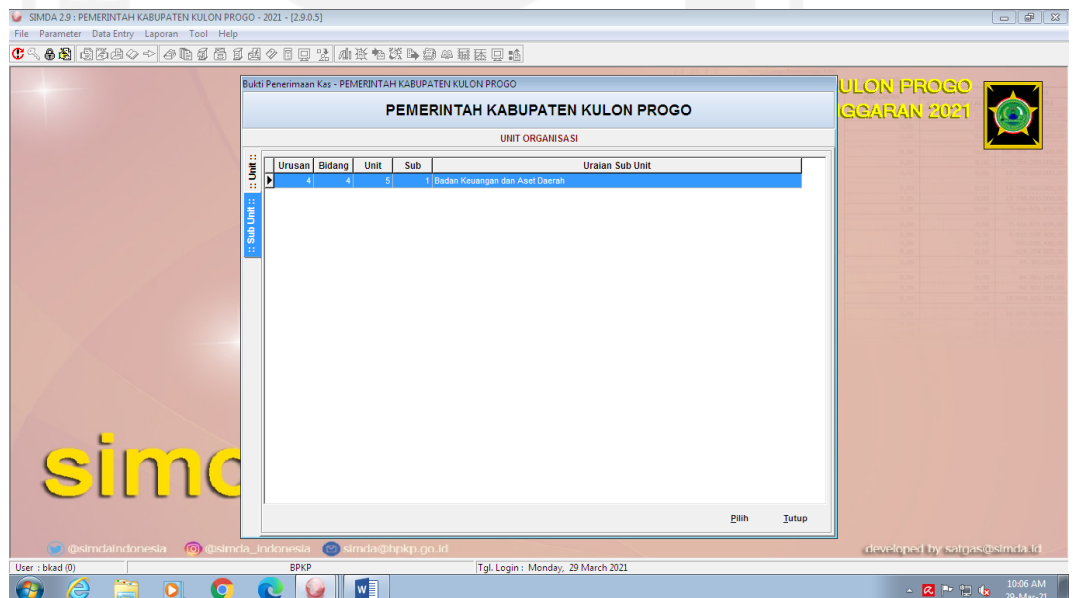 SIMDA 2.9 : PEMERINTAH KABUPATEN KULON PROGO - 2021 - [2.9.0.5]
File Parameter Data Entry Laporan Tool Help
Bukti Penerimaan Kas - PEMERINTAH KABUPATEN KULON PROGO
PEMERINTAH KABUPATEN KULON PROGO
UNIT ORGANISASI
ULON PROGO
GGARAN 2021
:: Unit ::
:: Sub Unit ::
Urusan Bidang Unit Sub Uraian Sub Unit
4 4 5 1 Badan Keuangan dan Aset Daerah
Pilih Tutup
simd
@simdaindonesia @simda_indonesia simda@bpkp.go.id developed by satgas@simda.id
User : bkad (0) BPKP Tgl. Login : Monday, 29 March 2021
10:06 AM
29-Mar-21